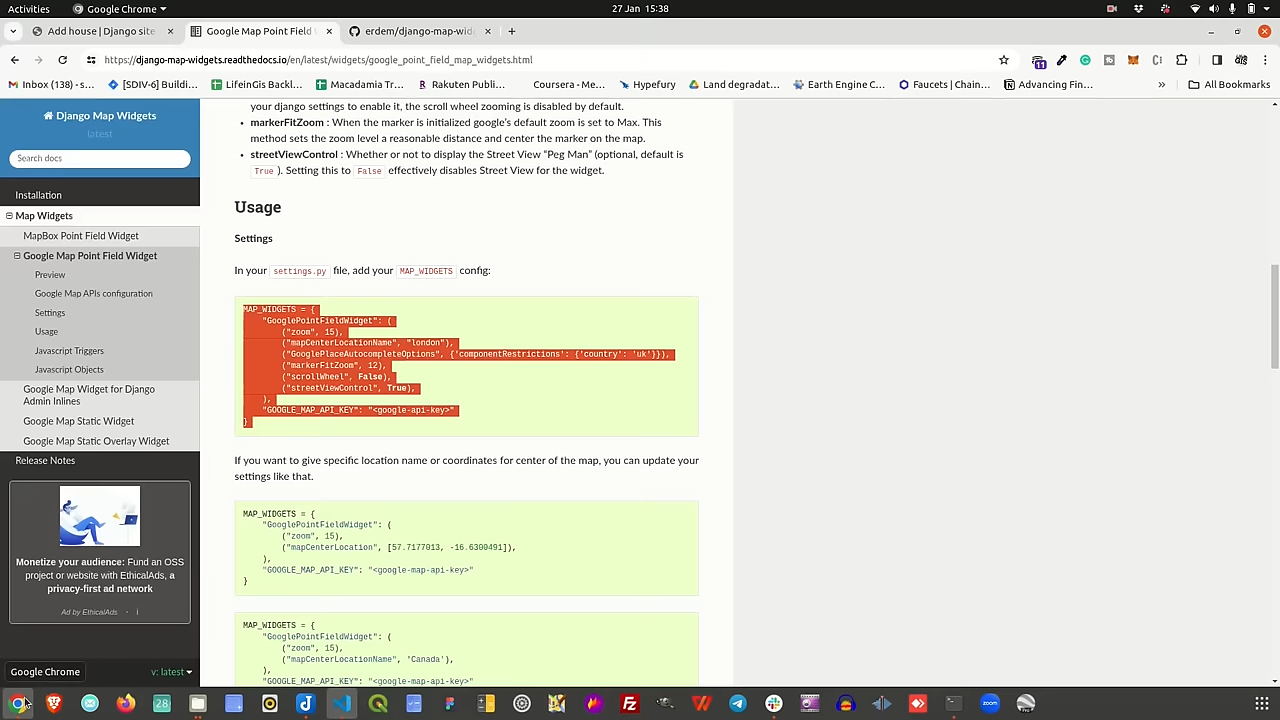 Activities
Google Chrome
27 Jan 15:38
Add house | Django site
Google Map Point Field
erdem/django-map-widg
https://django-map-widgets.readthedocs.io/en/latest/widgets/google_point_field_map_widgets.html
11
Inbox (138) - s...
[SDIV-6] Buildi...
LifeinGis Backl...
Macadamia Tr...
Rakuten Publi...
Coursera - Me...
Hypefury
Land degradat...
Earth Engine C...
Faucets | Chain...
Advancing Fin...
»
All Bookmarks
Django Map Widgets
latest
Search docs
Installation
Map Widgets
MapBox Point Field Widget
Google Map Point Field Widget
Preview
Google Map APIs configuration
Settings
Usage
Javascript Triggers
Javascript Objects
Google Map Widget for Django
Admin Inlines
Google Map Static Widget
Google Map Static Overlay Widget
Release Notes
Monetize your audience: Fund an OSS
project or website with EthicalAds, a
privacy-first ad network
Ad by EthicalAds · i
Google Chrome
v: latest
your django settings to enable it, the scroll wheel zooming is disabled by default.
• markerFitZoom : When the marker is initialized google’s default zoom is set to Max. This
method sets the zoom level a reasonable distance and center the marker on the map.
• streetViewControl : Whether or not to display the Street View “Peg Man” (optional, default is
True ). Setting this to False effectively disables Street View for the widget.
Usage
Settings
In your settings.py file, add your MAP_WIDGETS config:
MAP_WIDGETS = {
"GooglePointFieldWidget": (
("zoom", 15),
("mapCenterLocationName", "london"),
("GooglePlaceAutocompleteOptions", {'componentRestrictions': {'country': 'uk'}}),
("markerFitZoom", 12),
("scrollWheel", False),
("streetViewControl", True),
),
"GOOGLE_MAP_API_KEY": "<google-api-key>"
}
If you want to give specific location name or coordinates for center of the map, you can update your
settings like that.
MAP_WIDGETS = {
"GooglePointFieldWidget": (
("zoom", 15),
("mapCenterLocation", [57.7177013, -16.6300491]),
),
"GOOGLE_MAP_API_KEY": "<google-map-api-key>"
}
MAP_WIDGETS = {
"GooglePointFieldWidget": (
("zoom", 15),
("mapCenterLocationName", 'Canada'),
),
"GOOGLE_MAP_API_KEY": "<google-map-api-key>"
28
zoom